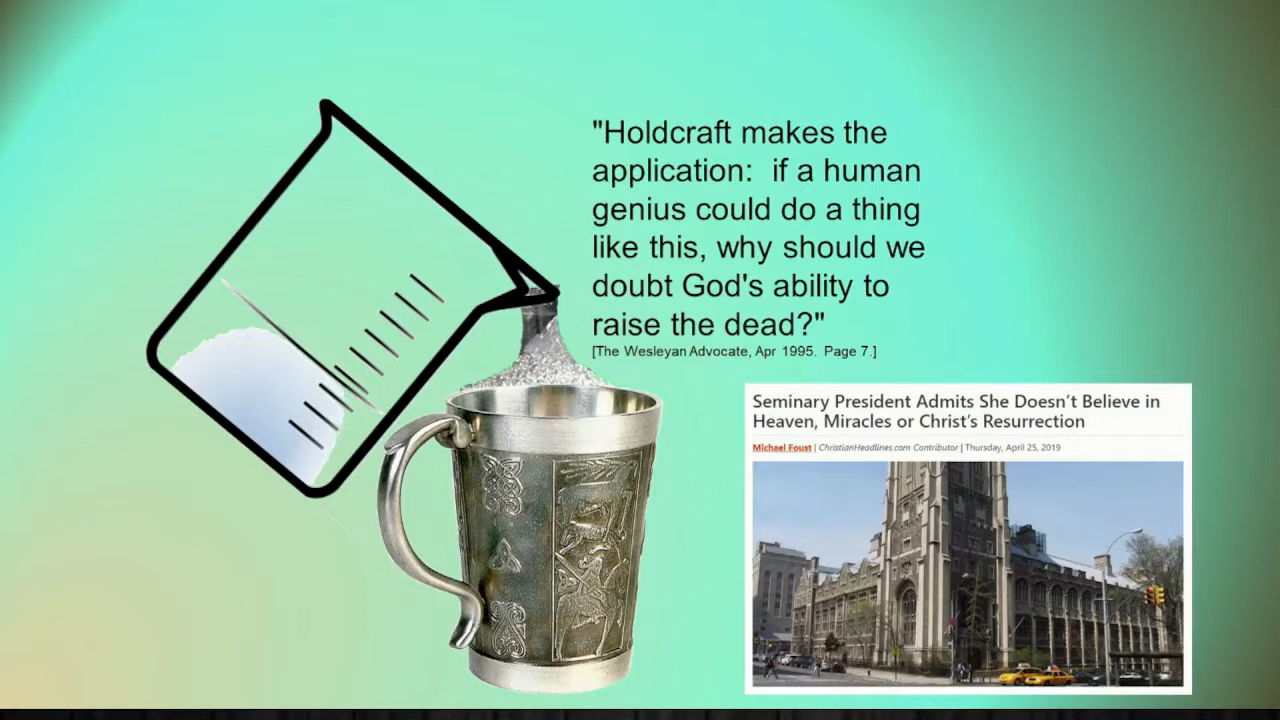 "Holdcraft makes the
application:  if a human
genius could do a thing
like this, why should we
doubt God's ability to
raise the dead?"
[The Wesleyan Advocate, Apr 1995.  Page 7.]
Seminary President Admits She Doesn't Believe in
Heaven, Miracles or Christ's Resurrection
Michael Foust | ChristianHeadlines.com Contributor | Thursday, April 25, 2019